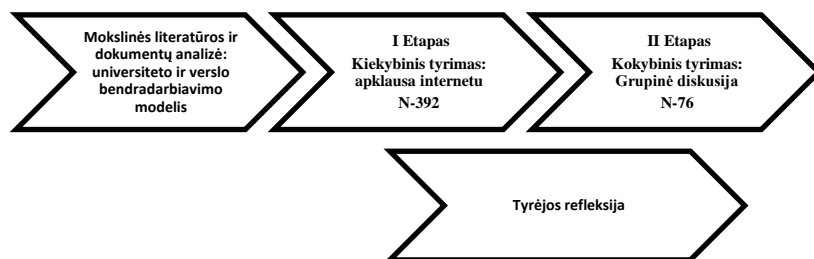 Mokslinės literatūros ir
dokumentų analizė:
universiteto ir verslo
bendradarbiavimo
modelis
I Etapas
Kiekybinis tyrimas:
apklausa internetu
N-392
II Etapas
Kokybinis tyrimas:
Grupinė diskusija
N-76
Tyrėjos refleksija